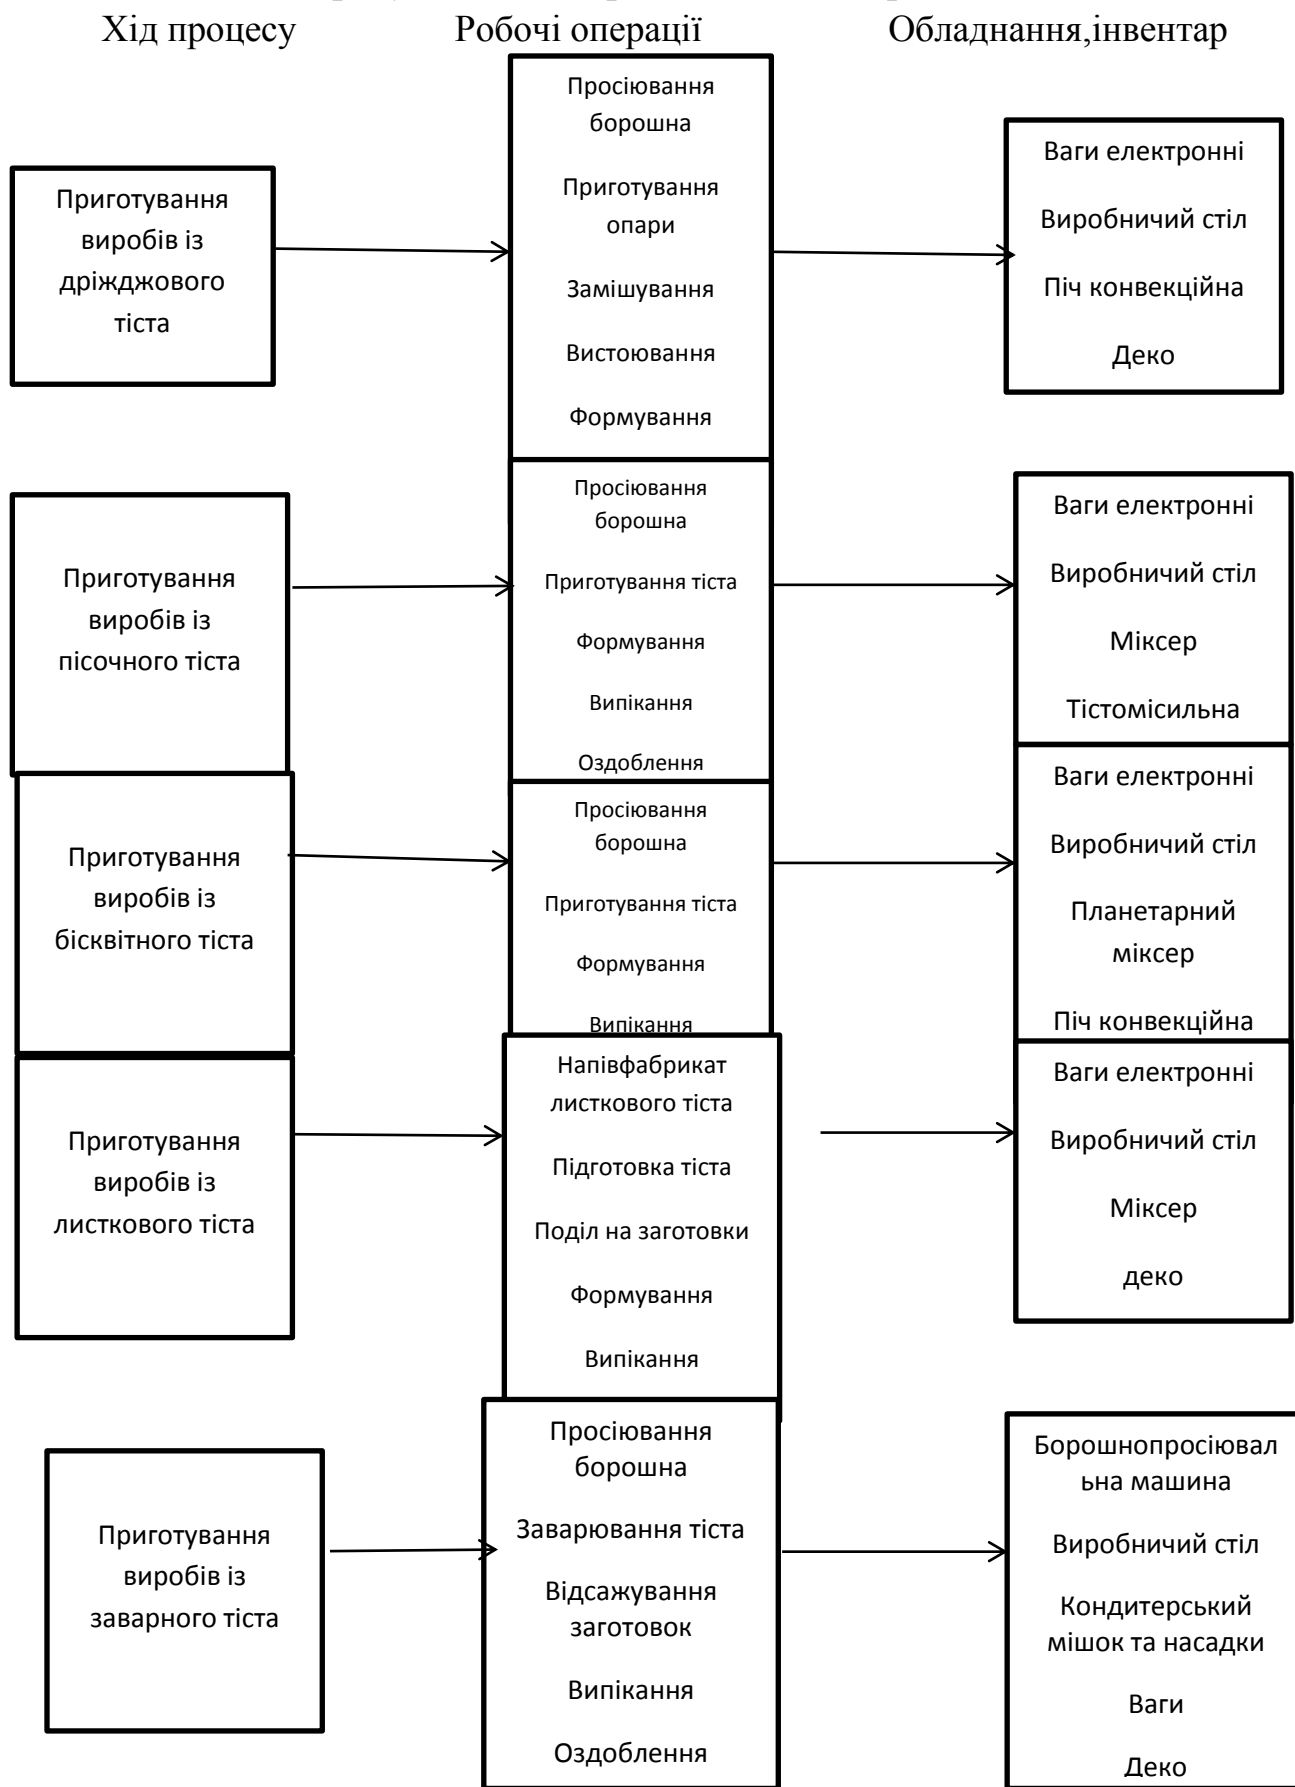 Хід процесу
Робочі операції
Обладнання,інвентар
Приготування
виробів із
дріжджового
тіста
Просіювання
борошна
Приготування
опари
Замішування
Вистоювання
Формування
Ваги електронні
Виробничий стіл
Піч конвекційна
Деко
Приготування
виробів із
пісочного тіста
Просіювання
борошна
Приготування тіста
Формування
Випікання
Оздоблення
Ваги електронні
Виробничий стіл
Міксер
Тістомісильна
Приготування
виробів із
бісквітного тіста
Просіювання
борошна
Приготування тіста
Формування
Випікання
Ваги електронні
Виробничий стіл
Планетарний
міксер
Піч конвекційна
Приготування
виробів із
листкового тіста
Напівфабрикат
листкового тіста
Підготовка тіста
Поділ на заготовки
Формування
Випікання
Ваги електронні
Виробничий стіл
Міксер
деко
Приготування
виробів із
заварного тіста
Просіювання
борошна
Заварювання тіста
Відсажування
заготовок
Випікання
Оздоблення
Борошнопросіювал
ьна машина
Виробничий стіл
Кондитерський
мішок та насадки
Ваги
Деко